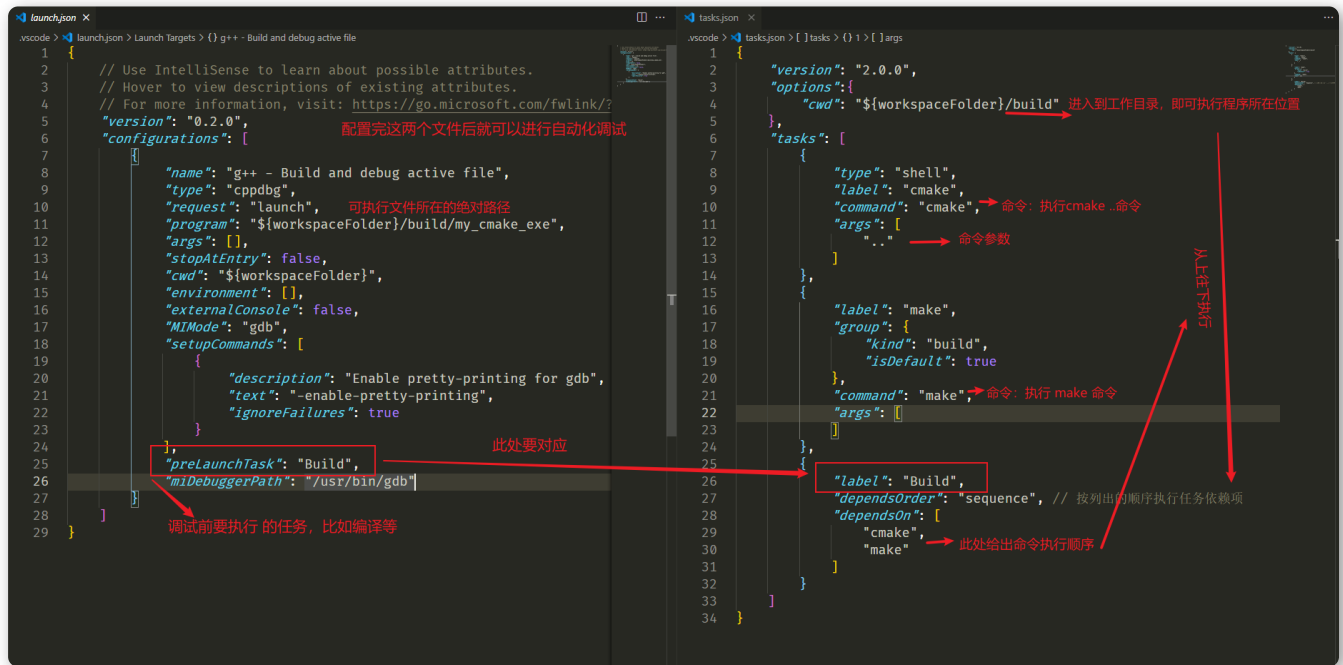 launch.json
.vscode > launch.json > Launch Targets > {} g++ - Build and debug active file
1 {
2 // Use IntelliSense to learn about possible attributes.
3 // Hover to view descriptions of existing attributes.
4 // For more information, visit: https://go.microsoft.com/fwlink/?
5 "version": "0.2.0",
配置完这两个文件后就可以进行自动化调试
6 "configurations": [
7 {
8 "name": "g++ - Build and debug active file",
9 "type": "cppdbg",
10 "request": "launch",
可执行文件所在的绝对路径
11 "program": "${workspaceFolder}/build/my_cmake_exe",
12 "args": [],
13 "stopAtEntry": false,
14 "cwd": "${workspaceFolder}",
15 "environment": [],
16 "externalConsole": false,
17 "MIMode": "gdb",
18 "setupCommands": [
19 {
20 "description": "Enable pretty-printing for gdb",
21 "text": "-enable-pretty-printing",
22 "ignoreFailures": true
23 }
24 ],
此处要对应
25 "preLaunchTask": "Build",
26 "miDebuggerPath": "/usr/bin/gdb"
27 }
28 ]
调试前要执行 的任务，比如编译等
29 }
tasks.json
.vscode > tasks.json > [ ] tasks > {} 1 > [ ] args
1 {
2 "version": "2.0.0",
3 "options":{
4 "cwd": "${workspaceFolder}/build" 进入到工作目录，即可执行程序所在位置
5 },
6 "tasks": [
7 {
8 "type": "shell",
9 "label": "cmake",
10 "command": "cmake", 命令：执行cmake ..命令
11 "args": [
12 ".." 命令参数
13 ]
14 },
从上往下执行
15 {
16 "label": "make",
17 "group": {
18 "kind": "build",
19 "isDefault": true
20 },
21 "command": "make", 命令：执行 make 命令
22 "args": [
23 ]
24 },
25 {
26 "label": "Build",
27 "dependsOrder": "sequence", // 按列出的顺序执行任务依赖项
28 "dependsOn": [
29 "cmake",
此处给出命令执行顺序
30 "make"
31 ]
32 }
33 ]
34 }